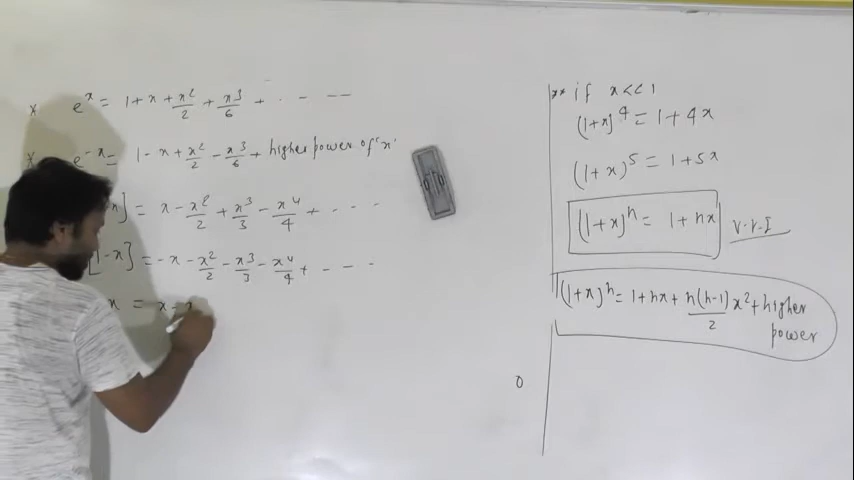 * e^x = 1 + x + x²/2 + x³/6 + . - --
* e^-x = 1 - x + x²/2 - x³/6 + higher power of 'x'
x] = x - x²/2 + x³/3 - x⁴/4 + . . .
[1-x] = -x - x²/2 - x³/3 - x⁴/4 + - - -
x = x -
** if x << 1
(1+x)^4 = 1+4x
(1+x)^5 = 1+5x
(1+x)^n = 1+nx V.V.I
(1+x)^n = 1+nx+ n(n-1)/2 x² + higher power
0